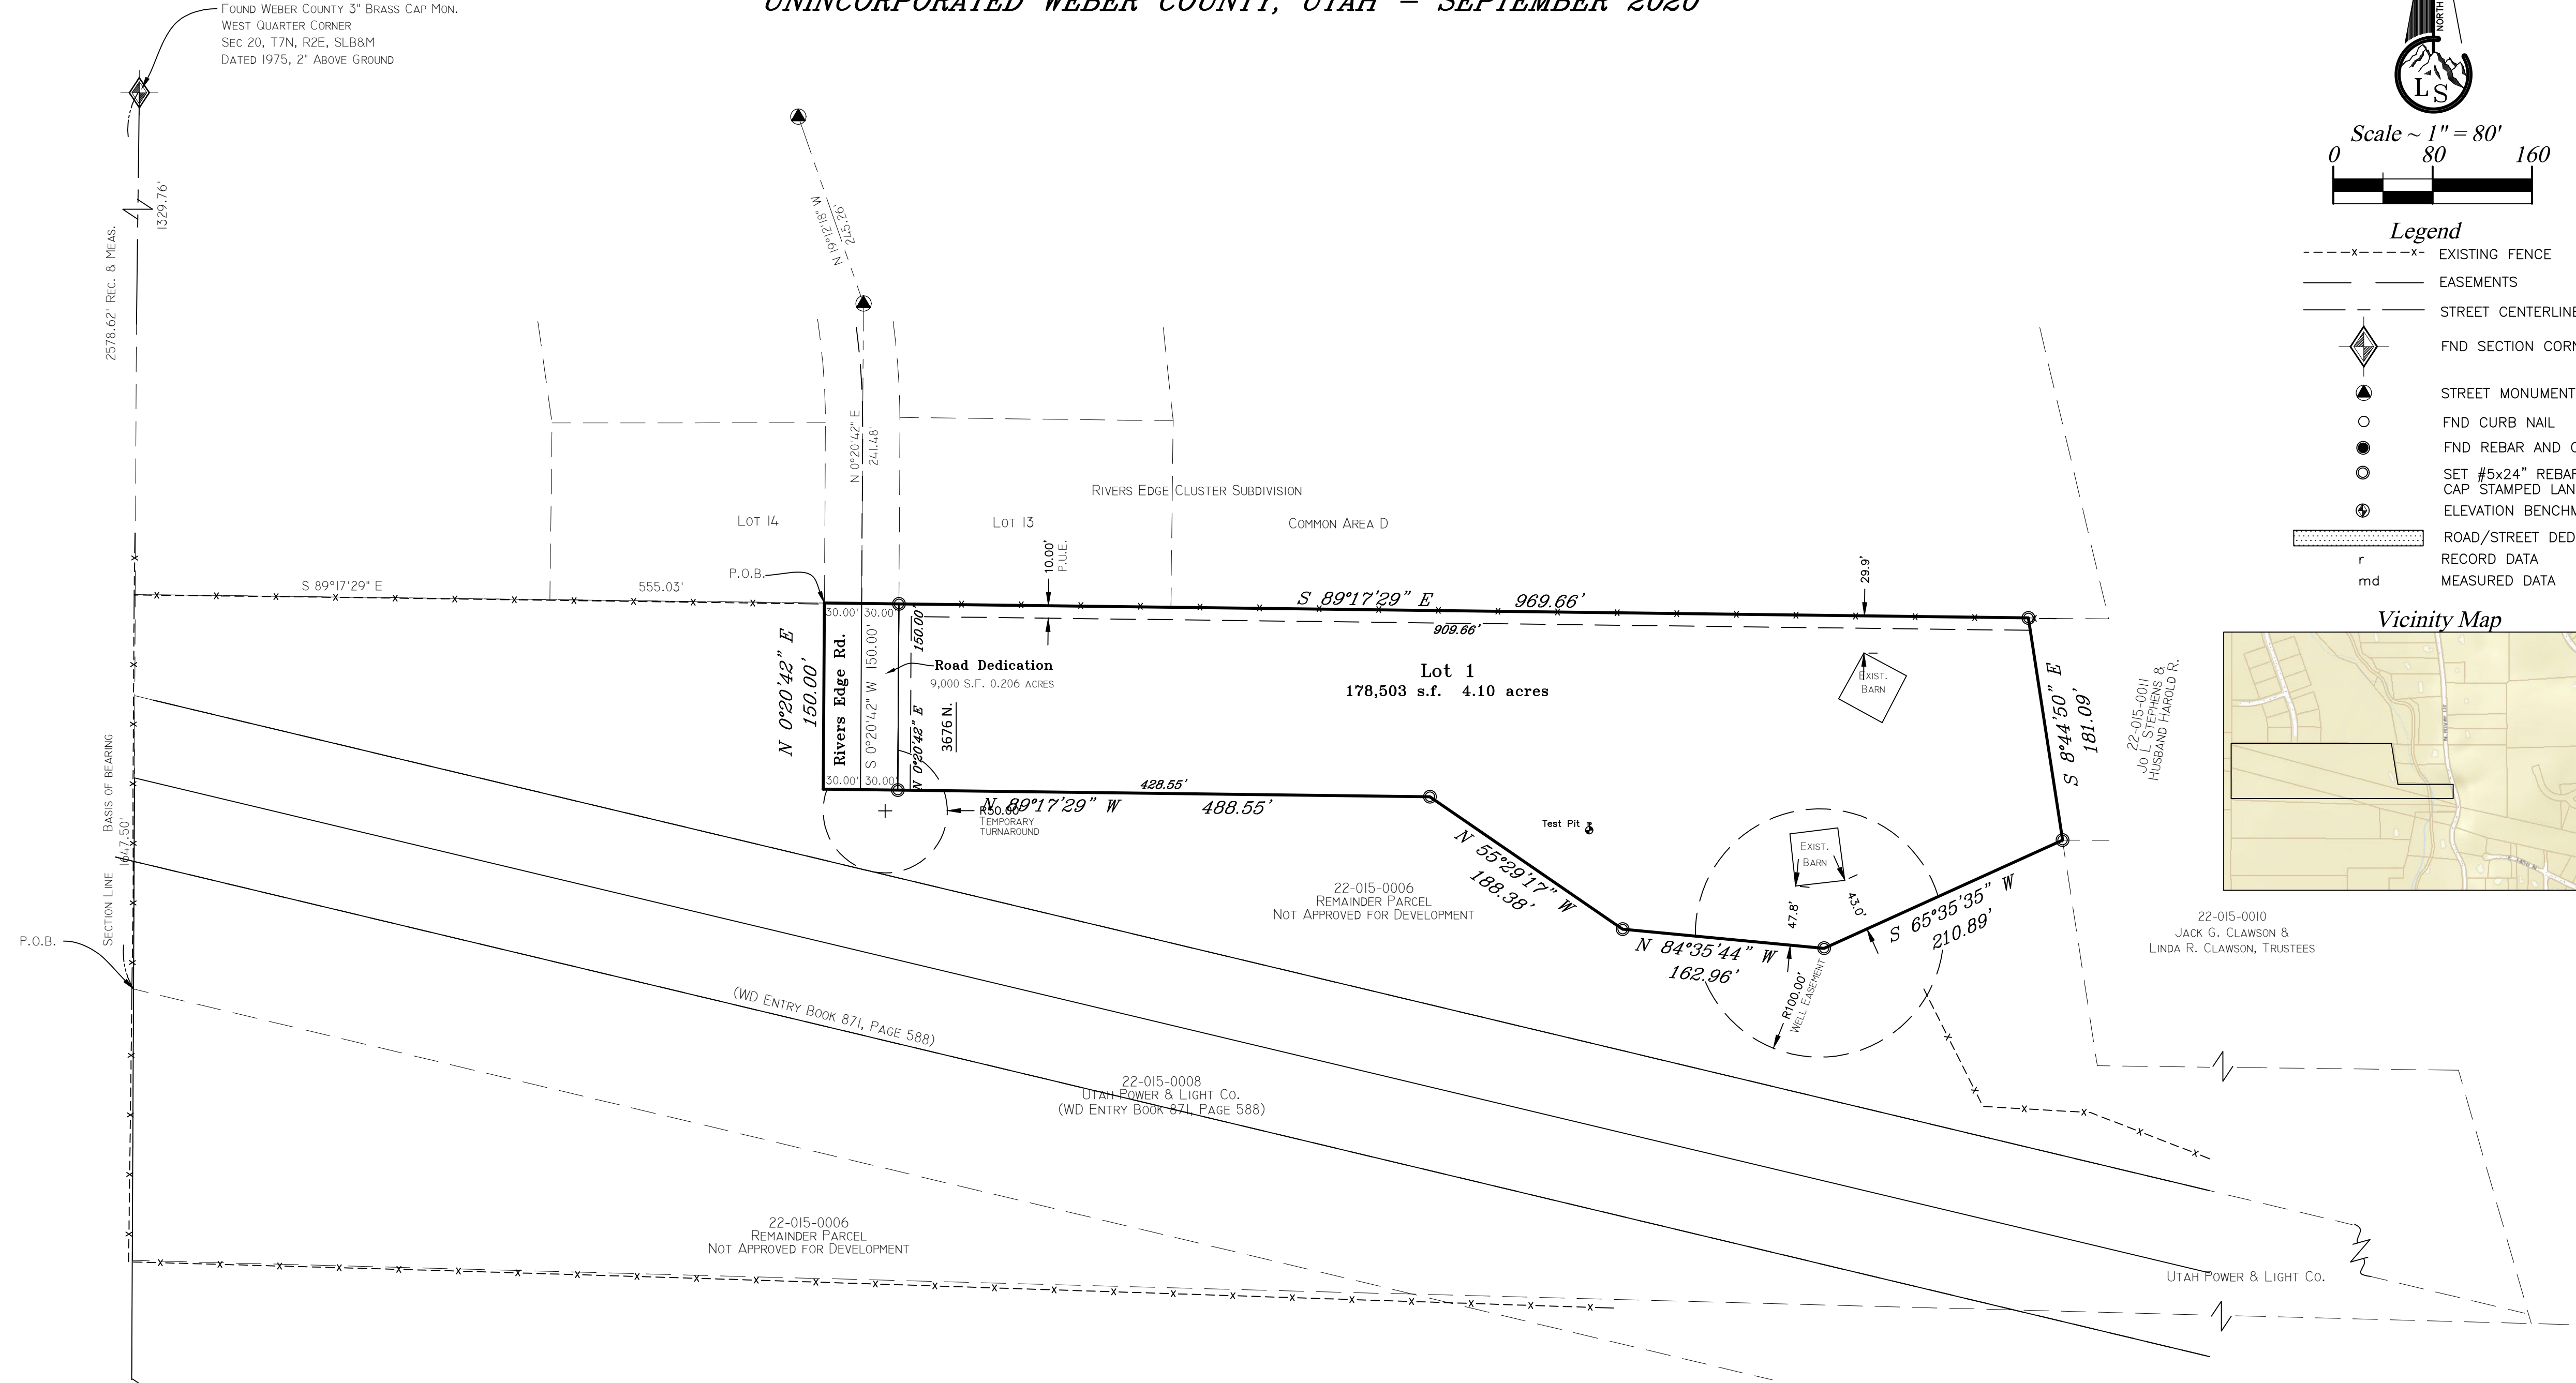 UNINCORPORATED WEBER COUNTY, UTAH - SEPTEMBER 2020
FOUND WEBER COUNTY 3" BRASS CAP MON.
WEST QUARTER CORNER
SEC 20, T7N, R2E, SLB&M
DATED 1975, 2" ABOVE GROUND
NORTH
LS
Scale ~ 1" = 80'
0 80 160
Legend
EXISTING FENCE
EASEMENTS
STREET CENTERLINE
FND SECTION CORN
STREET MONUMENT
FND CURB NAIL
FND REBAR AND C
SET #5x24" REBAR
CAP STAMPED LAN
ELEVATION BENCHM
ROAD/STREET DED
r RECORD DATA
md MEASURED DATA
Vicinity Map
2578.62' REC. & MEAS.
1329.76'
N 19°12'18" W
245.26'
N 0°20'42" E
241.48'
RIVERS EDGE CLUSTER SUBDIVISION
LOT 14
LOT 13
COMMON AREA D
S 89°17'29" E 555.03'
P.O.B.
10.00'
P.U.E.
S 89°17'29" E 969.66'
909.66'
29.9'
30.00' 30.00'
N 0°20'42" E
150.00'
Rivers Edge Rd.
S 0°20'42" W 150.00'
150.00'
N 0°20'42" E
Road Dedication
9,000 S.F. 0.206 ACRES
3676 N.
Lot 1
178,503 s.f. 4.10 acres
EXIST.
BARN
S 8°44'50" E
181.09'
22-015-0011
JO L STEPHENS &
HUSBAND HAROLD R.
30.00' 30.00'
428.55'
N 89°17'29" W 488.55'
R50.00'
TEMPORARY
TURNAROUND
Test Pit
N 55°29'17" W
188.38'
EXIST.
BARN
47.8'
43.0'
S 65°35'35" W
210.89'
N 84°35'44" W
162.96'
R100.00'
WELL EASEMENT
22-015-0006
REMAINDER PARCEL
NOT APPROVED FOR DEVELOPMENT
22-015-0010
JACK G. CLAWSON &
LINDA R. CLAWSON, TRUSTEES
SECTION LINE BASIS OF BEARING
1647.50'
P.O.B.
(WD ENTRY BOOK 871, PAGE 588)
22-015-0008
UTAH POWER & LIGHT CO.
(WD ENTRY BOOK 871, PAGE 588)
22-015-0006
REMAINDER PARCEL
NOT APPROVED FOR DEVELOPMENT
UTAH POWER & LIGHT CO.